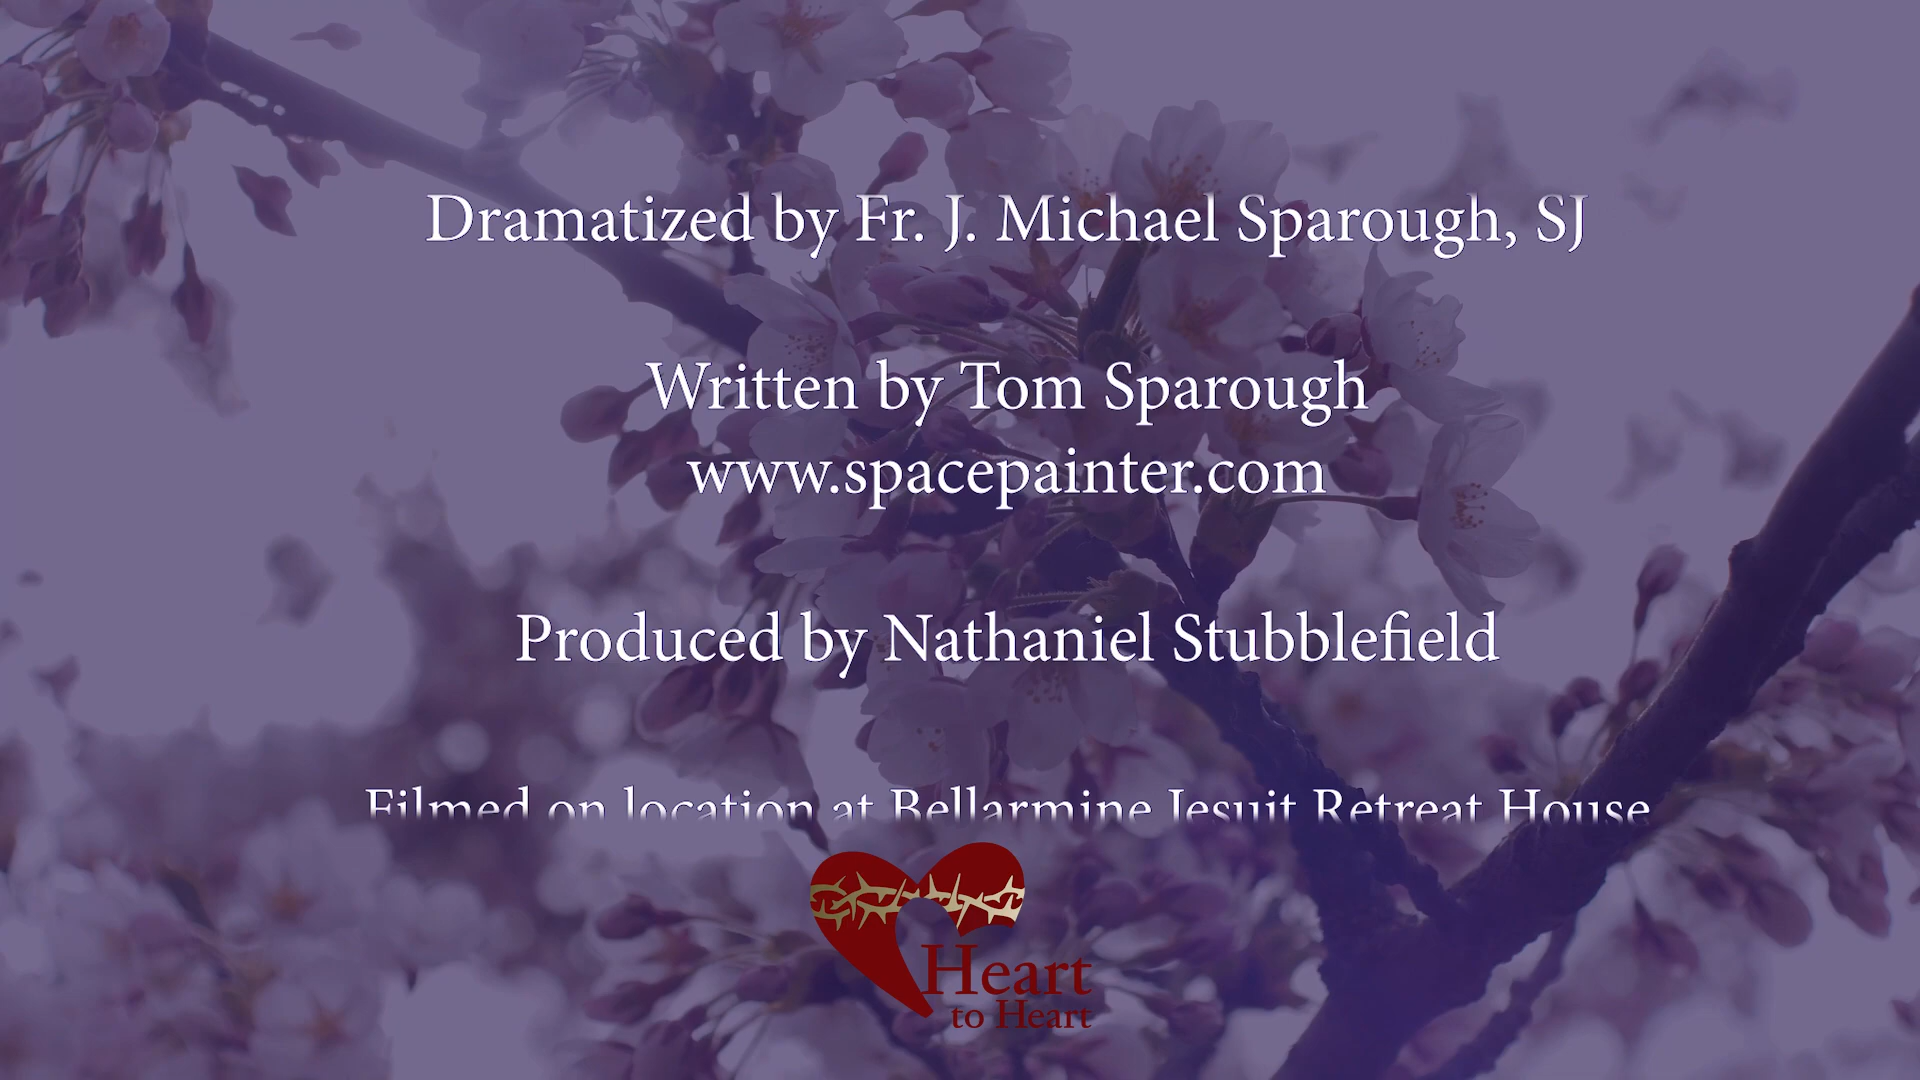 Dramatized by Fr. J. Michael Sparough, SJ
Written by Tom Sparough
www.spacepainter.com
Produced by Nathaniel Stubblefield
Filmed on location at Bellarmine Jesuit Retreat House
Heart
to Heart